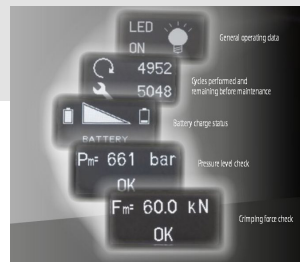 LED
ON
General operating data
4952
5048
Cycles performed and
remaining before maintenance
BATTERY
Battery charge status
Pm= 661 bar
OK
Pressure level check
Fm= 60.0 kN
OK
Crimping force check